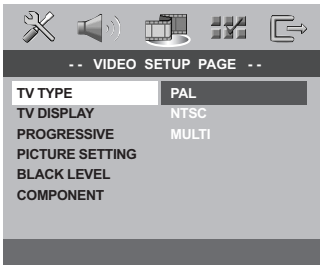 -- VIDEO SETUP PAGE --
TV TYPE PAL
TV DISPLAY NTSC
PROGRESSIVE MULTI
PICTURE SETTING
BLACK LEVEL
COMPONENT